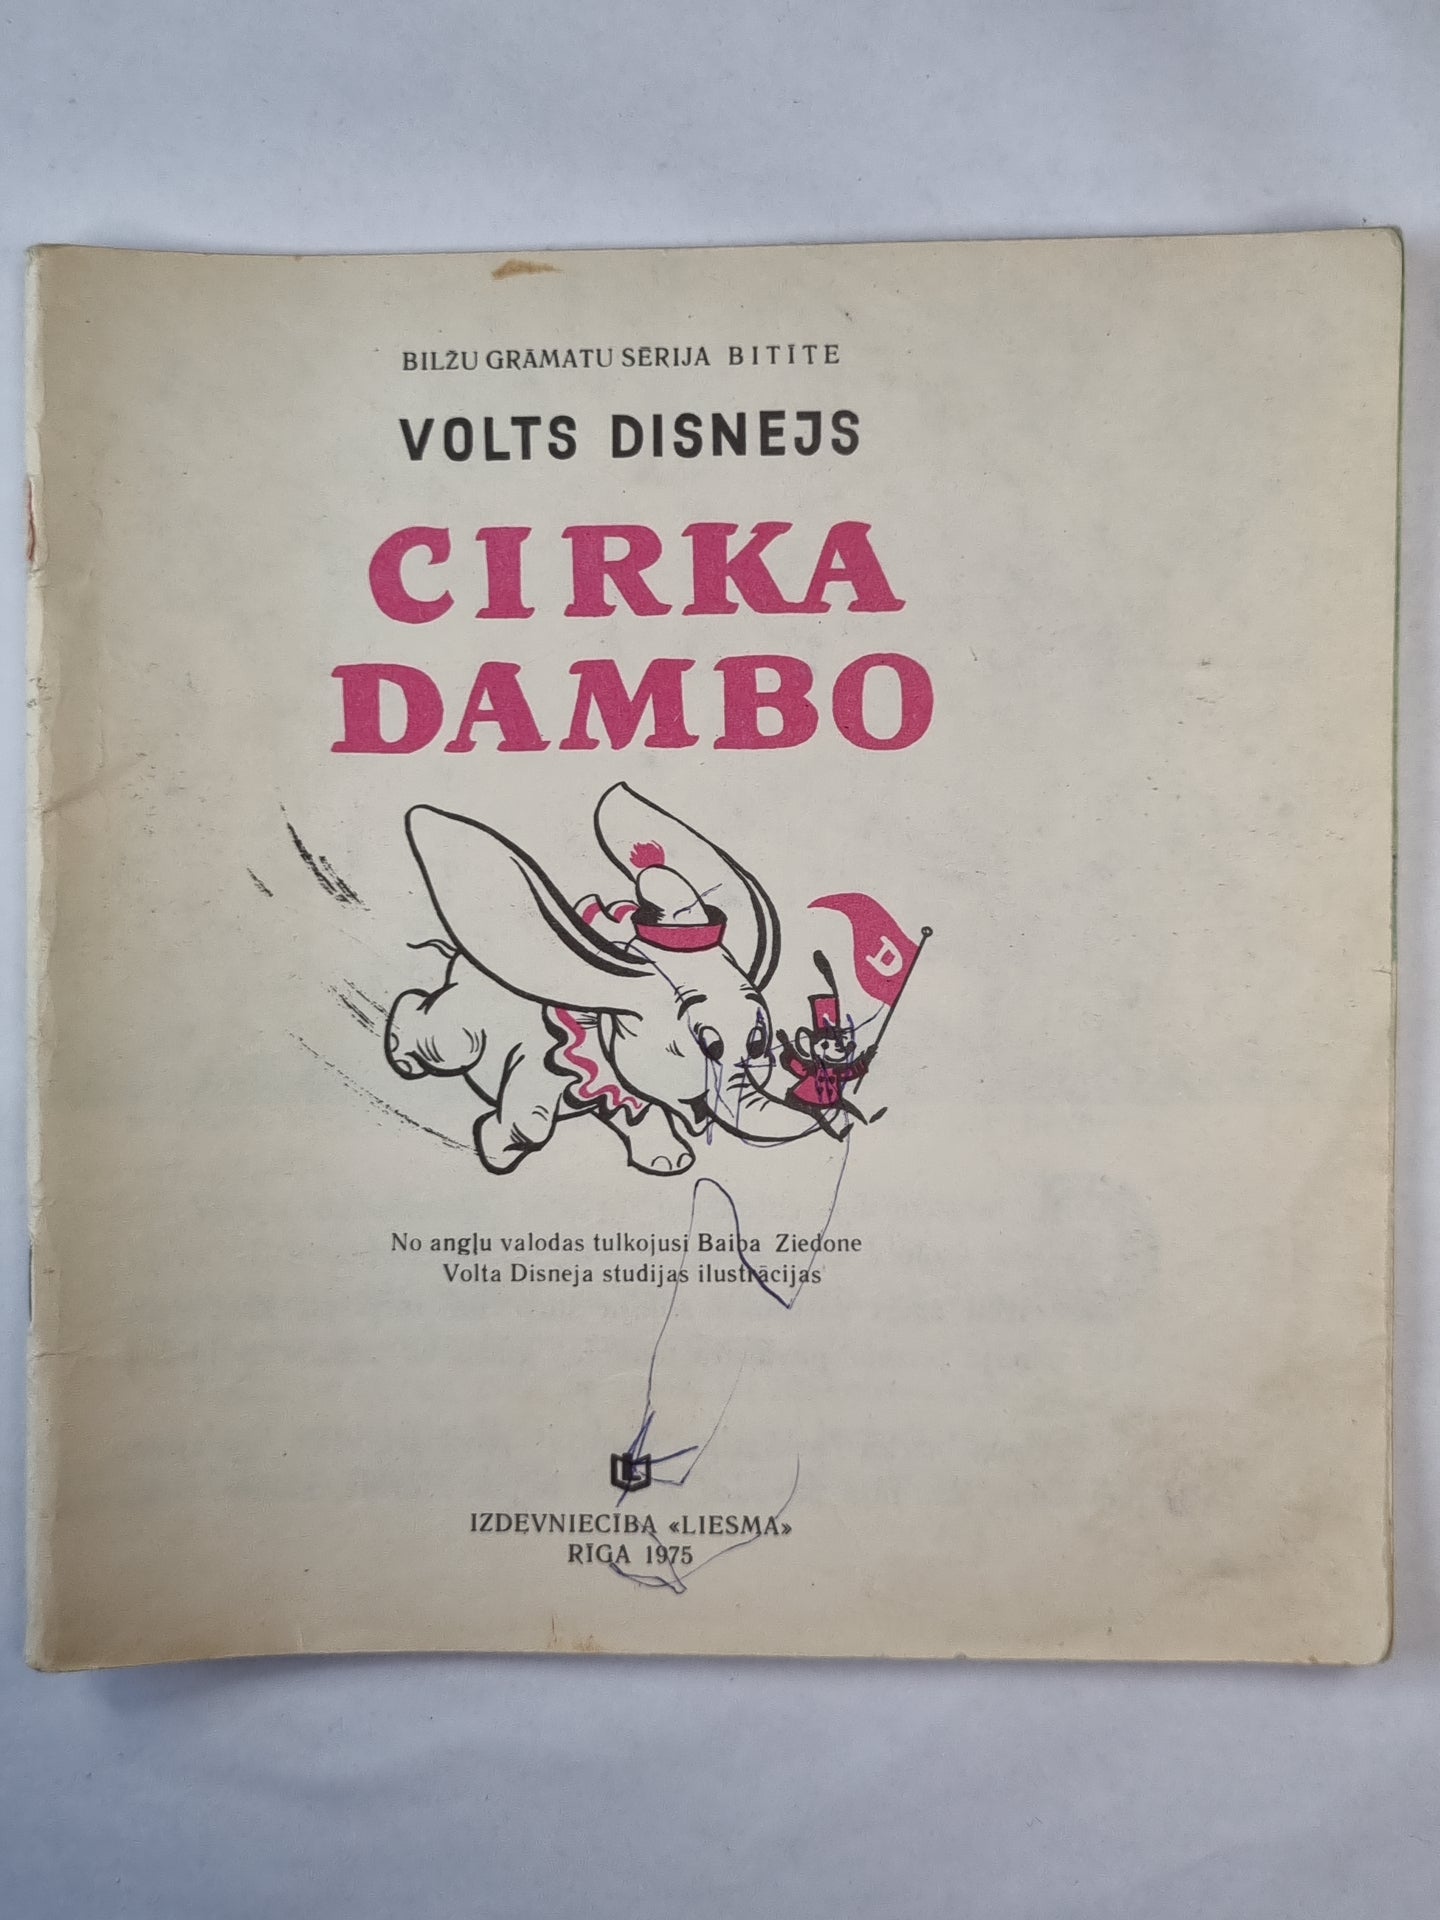 BILŽU GRĀMATU SĒRIJA BITĪTE
VOLTS DISNEJS
CIRKA
DAMBO
D
No angļu valodas tulkojusi Baiba Ziedone
Volta Disneja studijas ilustrācijas
L
IZDEVNIECĪBA «LIESMA»
RĪGA 1975